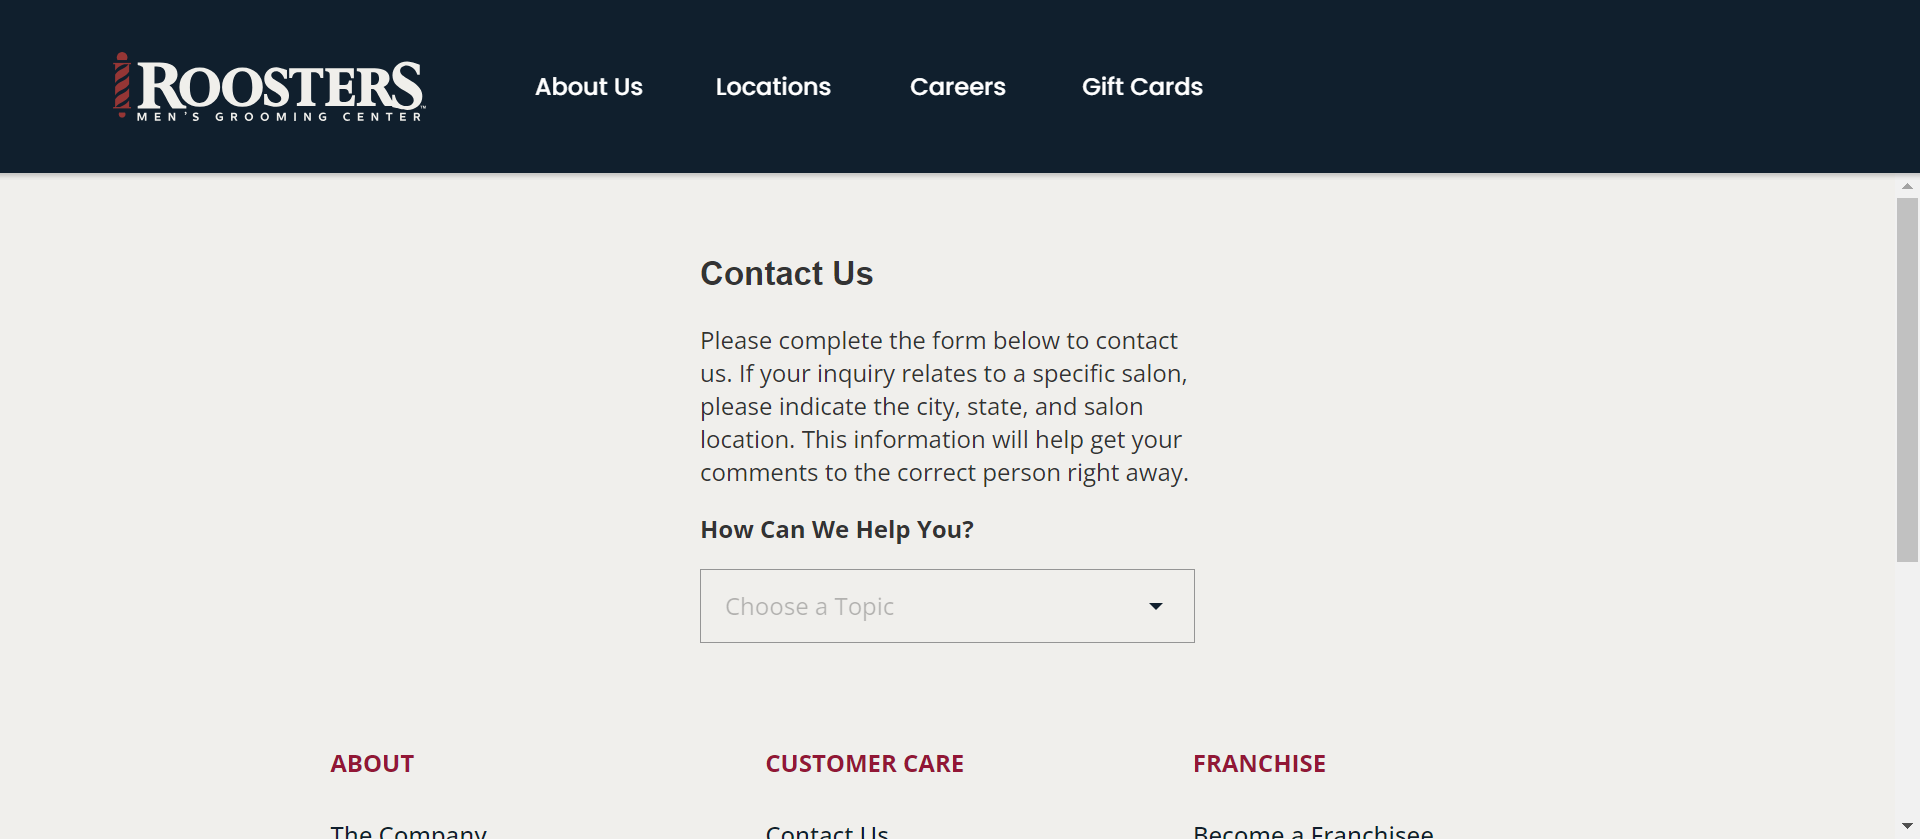 ROOSTERS™
MEN'S GROOMING CENTER
About Us
Locations
Careers
Gift Cards
Contact Us
Please complete the form below to contact
us. If your inquiry relates to a specific salon,
please indicate the city, state, and salon
location. This information will help get your
comments to the correct person right away.
How Can We Help You?
Choose a Topic
ABOUT
CUSTOMER CARE
FRANCHISE
The Company
Contact Us
Become a Franchisee